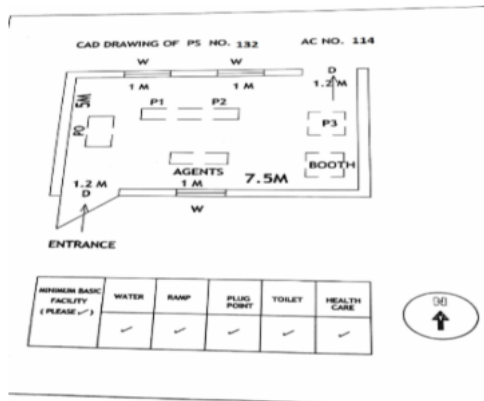 CAD DRAWING OF PS NO. 132 AC NO. 114
W W D
1 M 1 M 1.2 M
5M
P1 P2
P3
PO
AGENTS
BOOTH
1.2 M 1 M 7.5M
D
W
ENTRANCE
MINIMUM BASIC
FACILITY
( PLEASE ✓ )
WATER
RAMP
PLUG
POINT
TOILET
HEALTH
CARE
✓ ✓ ✓ ✓ ✓
N